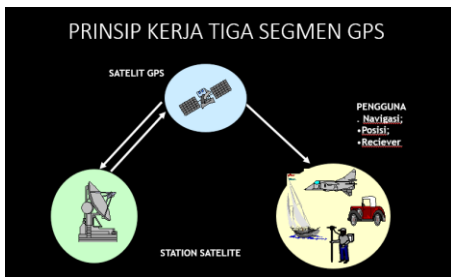 PRINSIP KERJA TIGA SEGMEN GPS
SATELIT GPS
PENGGUNA
. Navigasi;
•Posisi;
•Reciever
STATION SATELITE